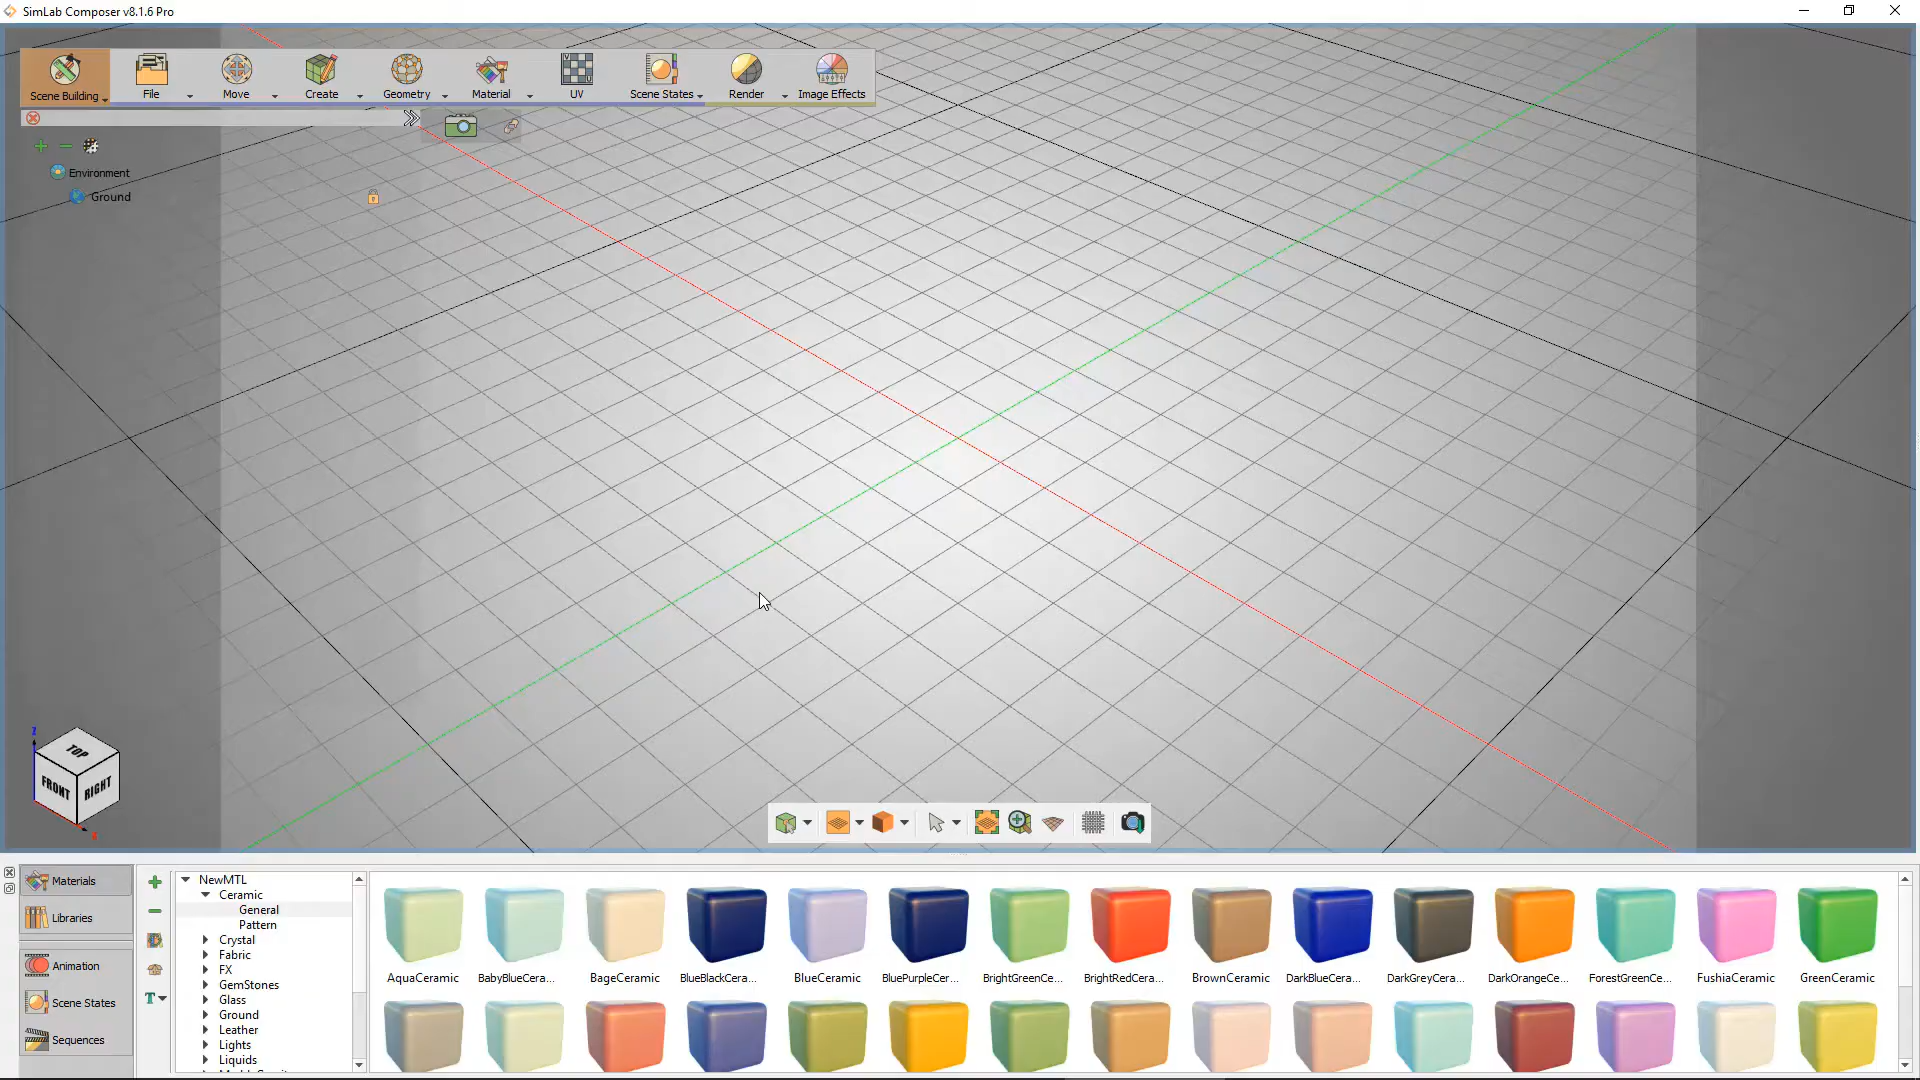 SimLab Composer v8.1.6 Pro
Scene Building
File
Move
Create
Geometry
Material
UV
Scene States
Render
Image Effects
Environment
Ground
Z
TOP
FRONT
RIGHT
Materials
Libraries
Animation
Scene States
Sequences
T
NewMTL
Ceramic
General
Pattern
Crystal
Fabric
FX
GemStones
Glass
Ground
Leather
Lights
Liquids
AquaCeramic
BabyBlueCera...
BageCeramic
BlueBlackCera...
BlueCeramic
BluePurpleCer...
BrightGreenCe...
BrightRedCera...
BrownCeramic
DarkBlueCera...
DarkGreyCera...
DarkOrangeCe...
ForestGreenCe...
FushiaCeramic
GreenCeramic